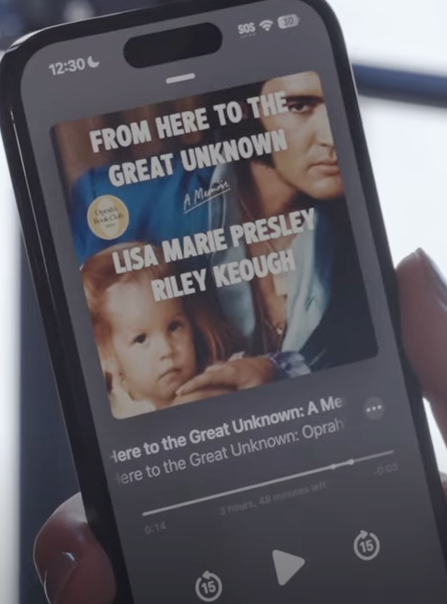 12:30
SOS 30
FROM HERE TO THE
GREAT UNKNOWN
A Memoir
Oprah's
Book Club
LISA MARIE PRESLEY
RILEY KEOUGH
Here to the Great Unknown: A Me
Here to the Great Unknown: Oprah
0:14
3 hours, 48 minutes left
-0:03
15
15